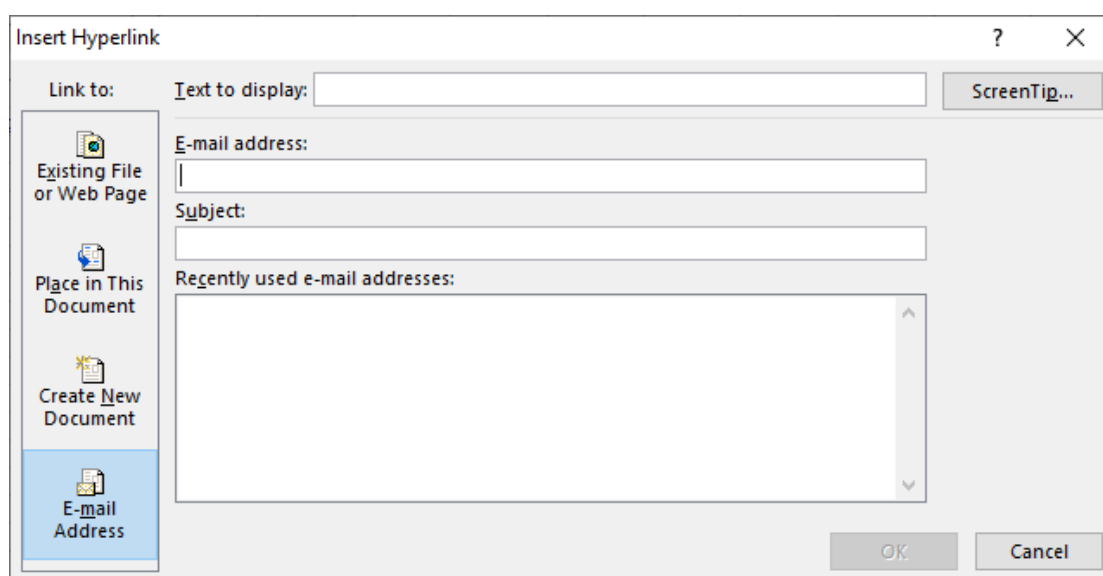 Insert Hyperlink
?
Link to:
Text to display:
ScreenTip...
Existing File
or Web Page
Place in This
Document
Create New
Document
E-mail
Address
E-mail address:
Subject:
Recently used e-mail addresses:
OK
Cancel